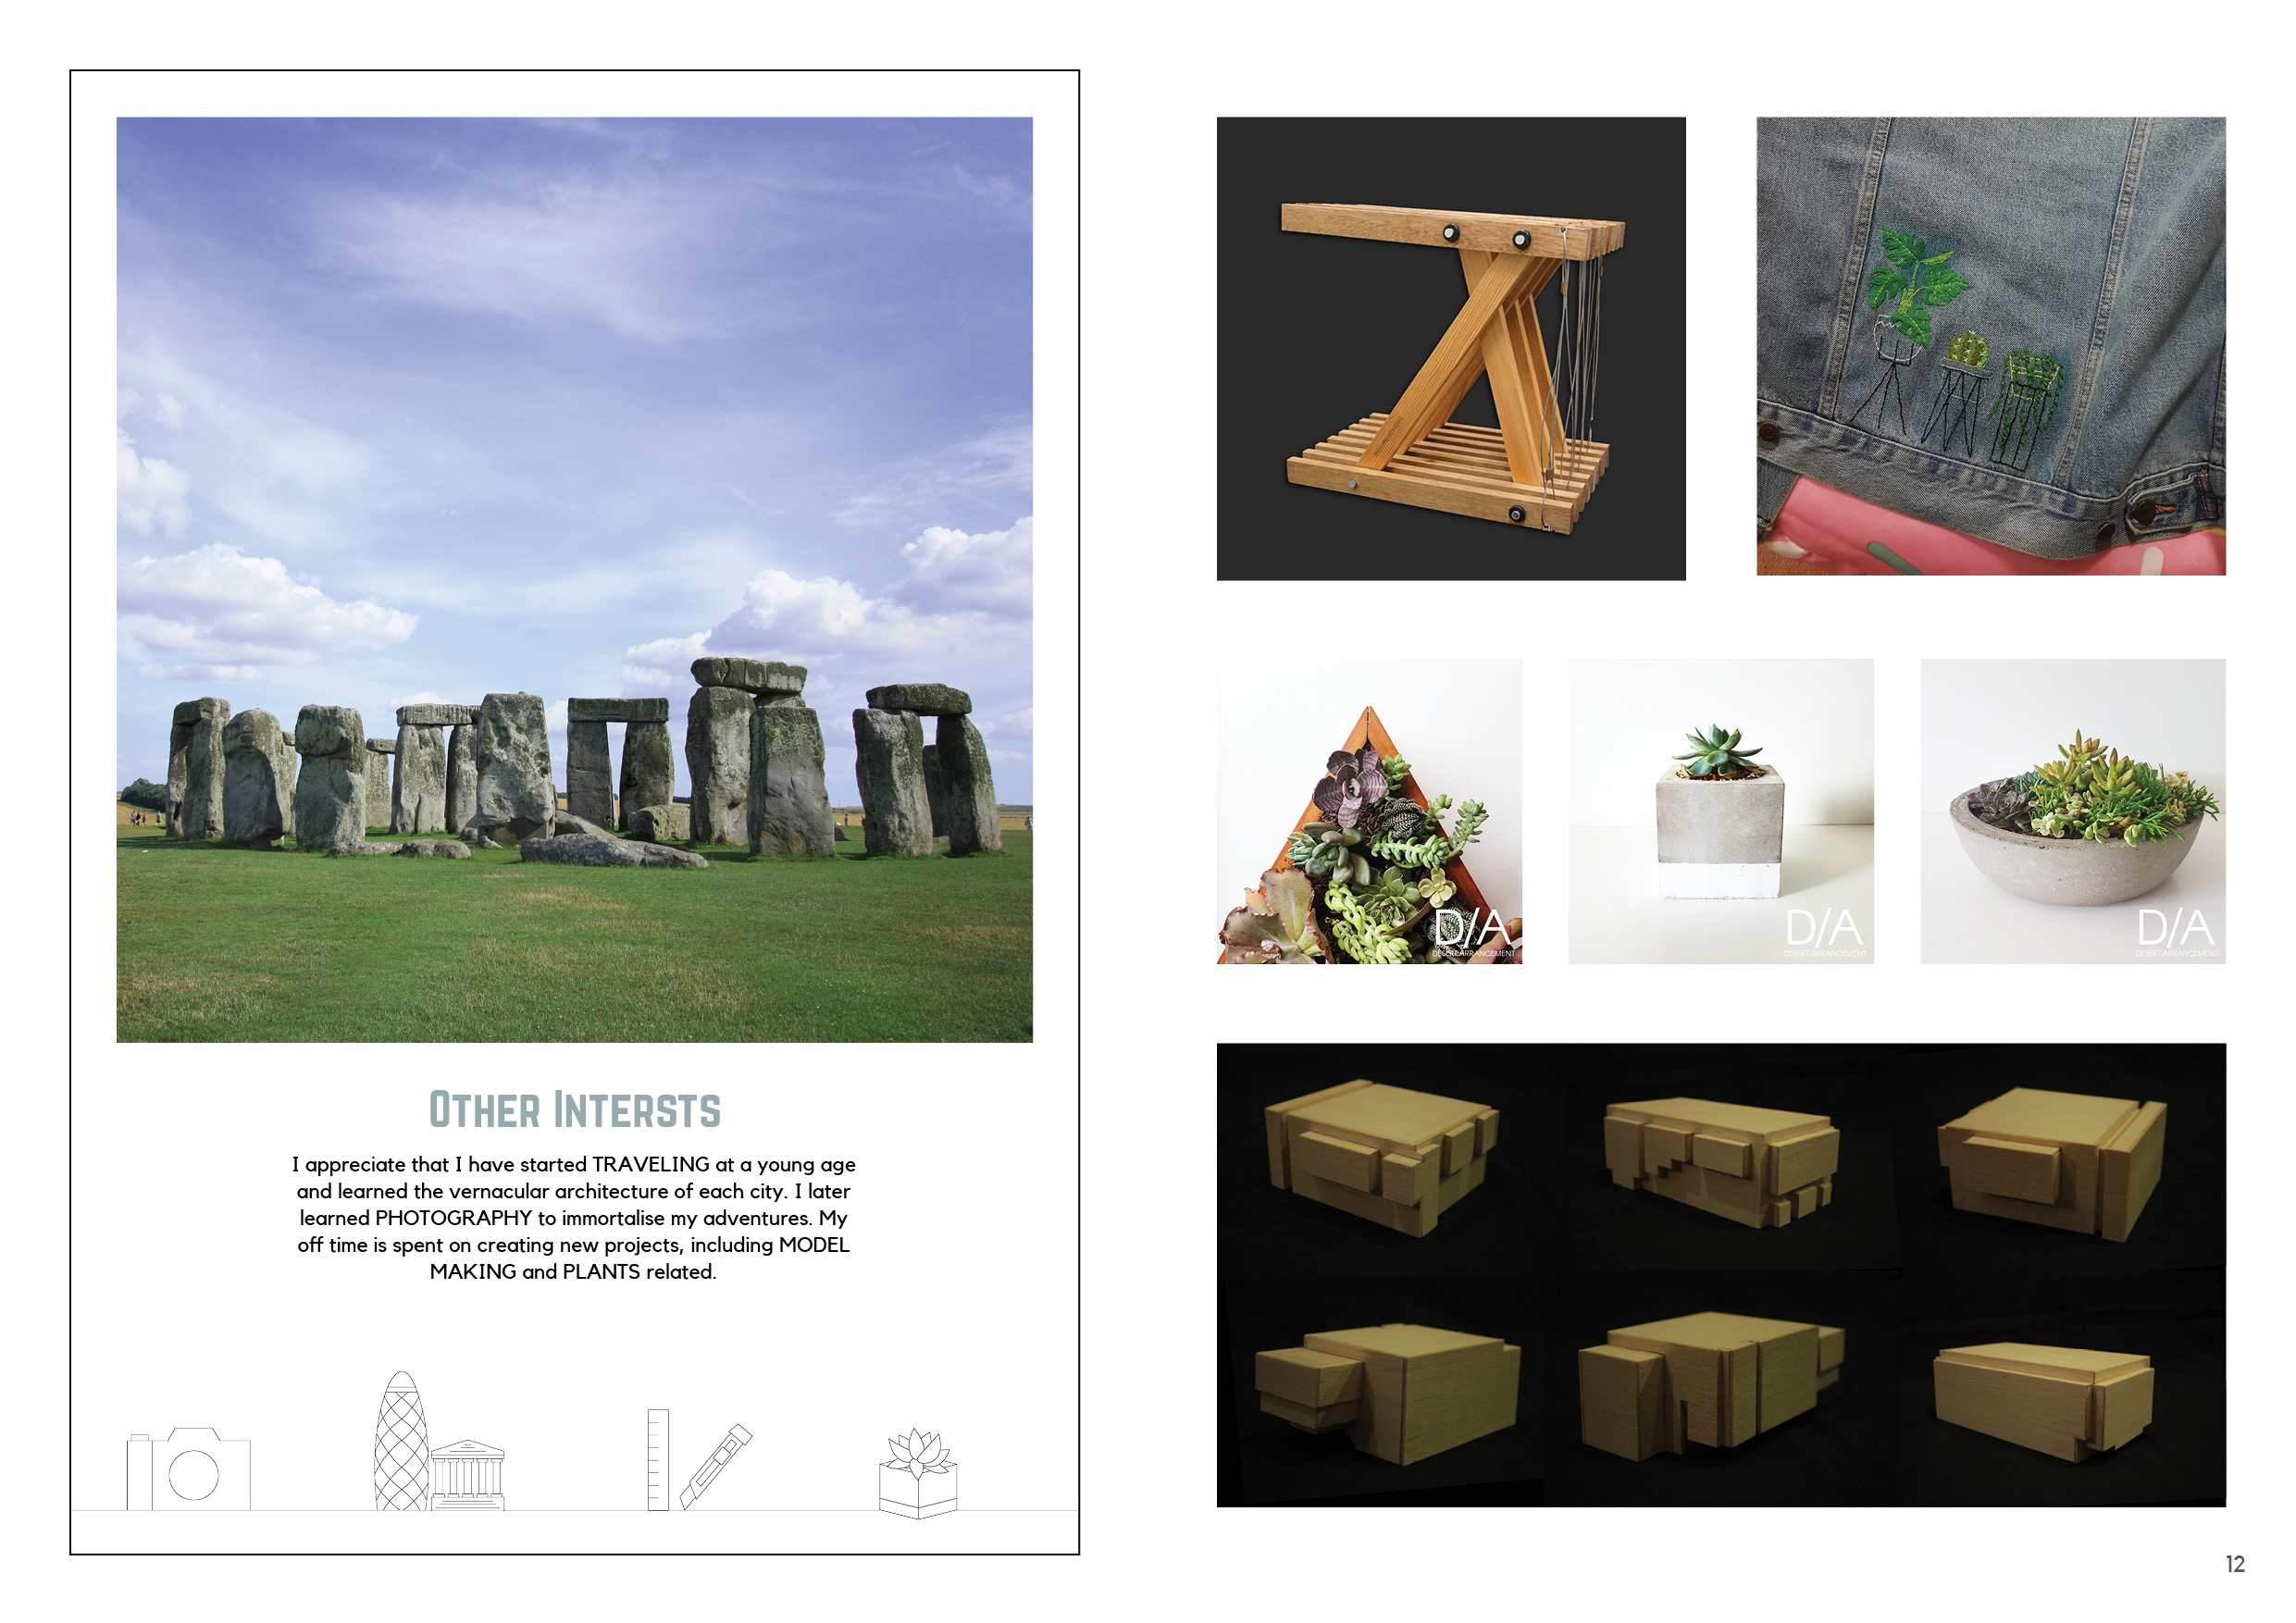 OTHER INTERSTS
I appreciate that I have started TRAVELING at a young age
and learned the vernacular architecture of each city. I later
learned PHOTOGRAPHY to immortalise my adventures. My
off time is spent on creating new projects, including MODEL
MAKING and PLANTS related.
D/A
DESERT ARRANGEMENT
D/A
DESERT ARRANGEMENT
D/A
DESERT ARRANGEMENT
12